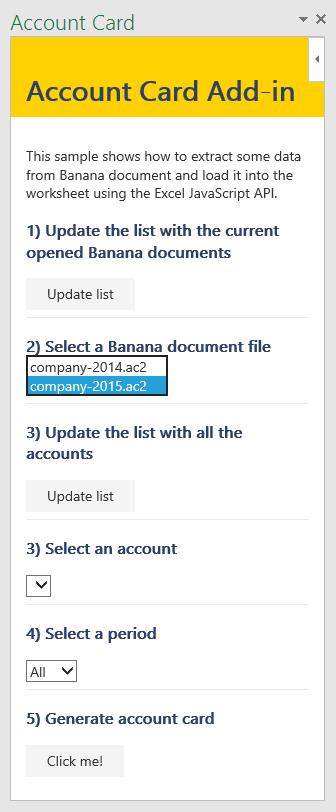 Account Card
Account Card Add-in
This sample shows how to extract some data
from Banana document and load it into the
worksheet using the Excel JavaScript API.
1) Update the list with the current
opened Banana documents
Update list
2) Select a Banana document file
company-2014.ac2
company-2015.ac2
3) Update the list with all the
accounts
Update list
3) Select an account
4) Select a period
All
5) Generate account card
Click me!